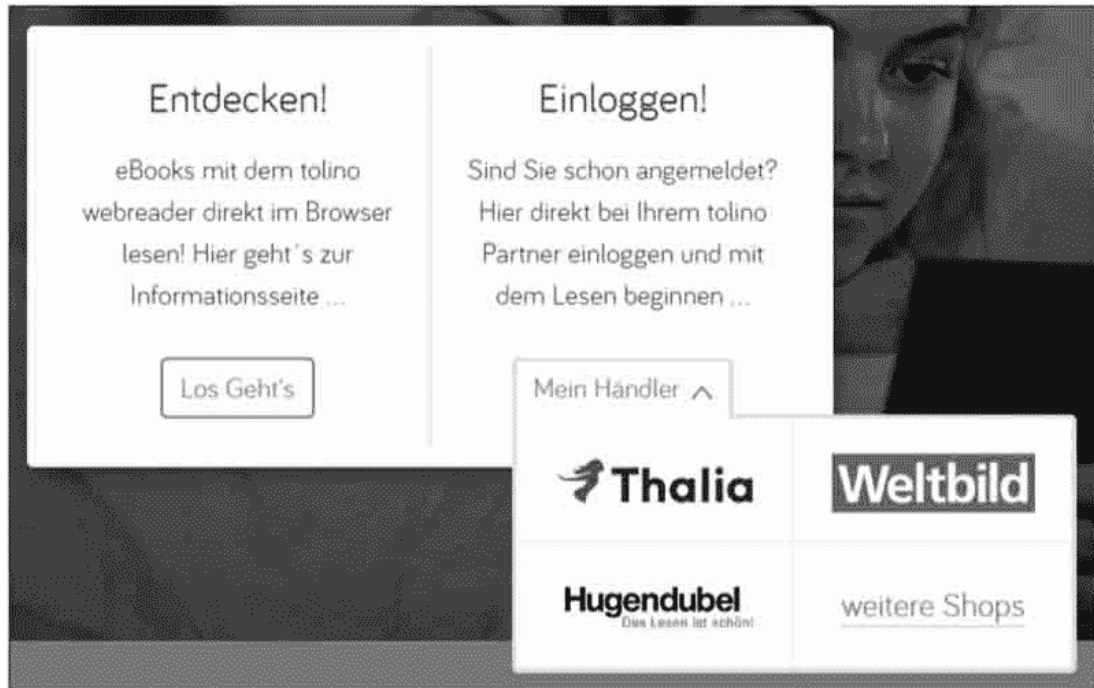 Entdecken!
eBooks mit dem tolino
webreader direkt im Browser
lesen! Hier geht´s zur
Informationsseite ...
Los Geht's
Einloggen!
Sind Sie schon angemeldet?
Hier direkt bei Ihrem tolino
Partner einloggen und mit
dem Lesen beginnen ...
Mein Händler
Thalia
Weltbild
Hugendubel
Das Lesen ist schön!
weitere Shops